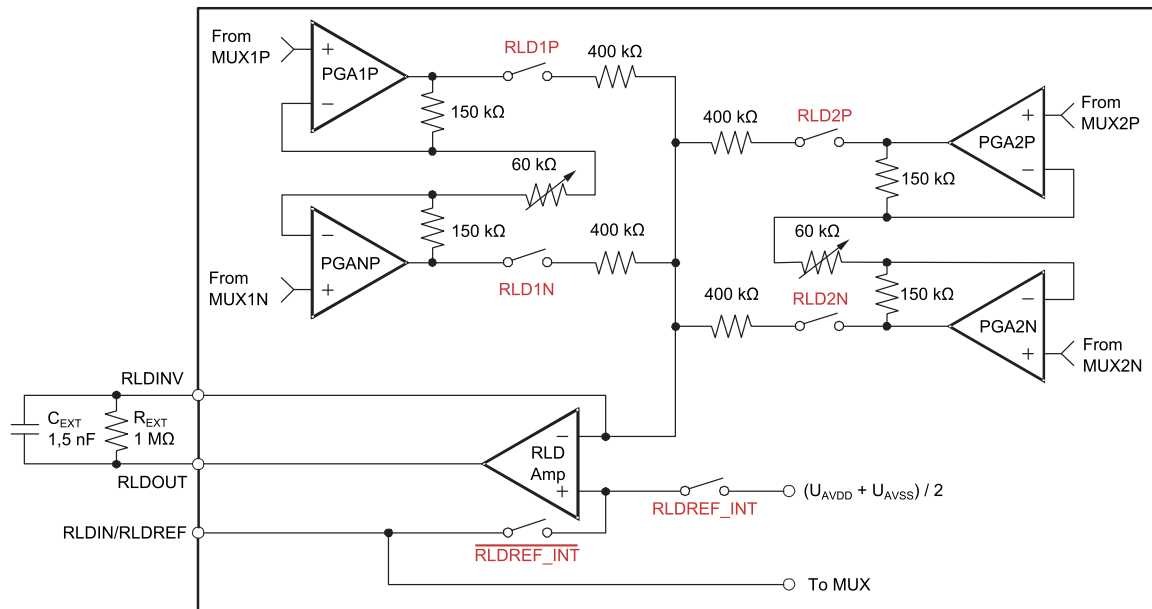 From
MUX1P
+
PGA1P
−
RLD1P
400 kΩ
150 kΩ
60 kΩ
−
PGANP
+
From
MUX1N
150 kΩ
400 kΩ
RLD1N
400 kΩ
RLD2P
+
PGA2P
−
From
MUX2P
150 kΩ
60 kΩ
400 kΩ
RLD2N
150 kΩ
−
PGA2N
+
From
MUX2N
RLDINV
CEXT
1,5 nF
REXT
1 MΩ
RLDOUT
−
RLD
Amp
+
RLDREF_INT
(UAVDD + UAVSS) / 2
RLDIN/RLDREF
RLDREF_INT
To MUX